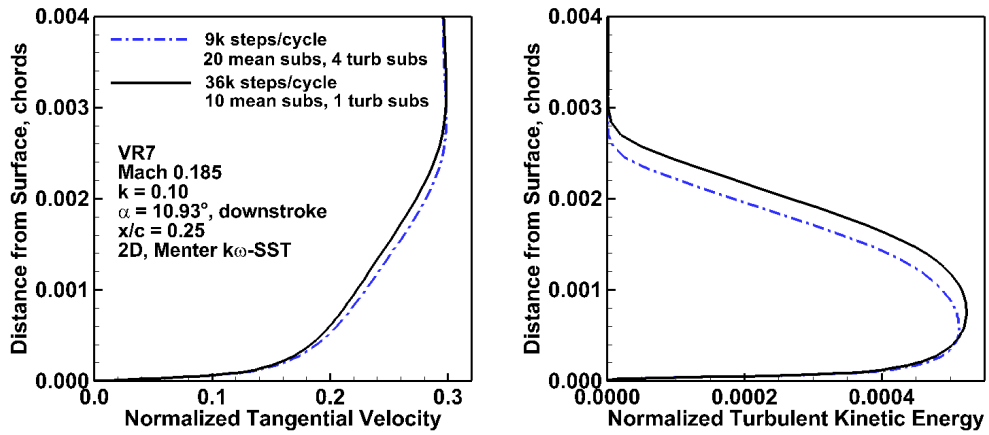 0.004
0.003
0.002
0.001
0.000
Distance from Surface, chords
9k steps/cycle
20 mean subs, 4 turb subs
36k steps/cycle
10 mean subs, 1 turb subs
VR7
Mach 0.185
k = 0.10
α = 10.93°, downstroke
x/c = 0.25
2D, Menter kω-SST
0.0 0.1 0.2 0.3
Normalized Tangential Velocity
0.004
0.003
0.002
0.001
0.000
Distance from Surface, chords
0.0000 0.0002 0.0004
Normalized Turbulent Kinetic Energy